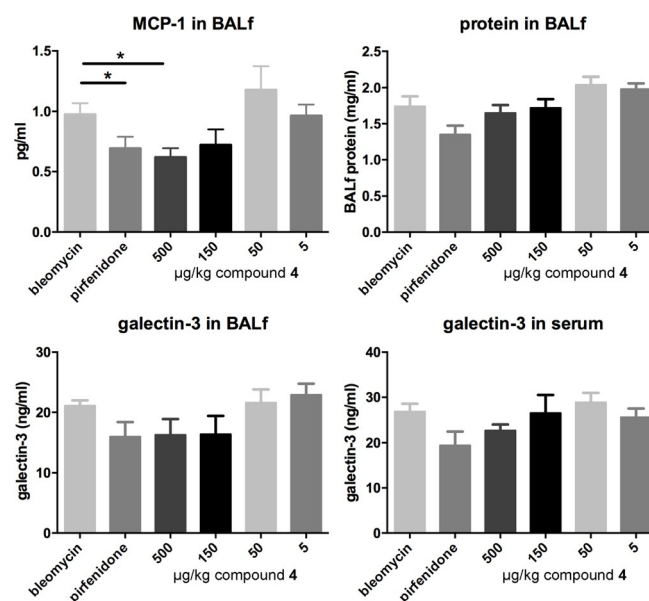 MCP-1 in BALf
pg/ml
1.5
1.0
0.5
0.0
*
*
bleomycin
pirfenidone
500
150
50
5
µg/kg compound 4
protein in BALf
BALf protein (mg/ml)
2.5
2.0
1.5
1.0
0.5
0.0
bleomycin
pirfenidone
500
150
50
5
µg/kg compound 4
galectin-3 in BALf
galectin-3 (ng/ml)
30
20
10
0
bleomycin
pirfenidone
500
150
50
5
µg/kg compound 4
galectin-3 in serum
galectin-3 (ng/ml)
40
30
20
10
0
bleomycin
pirfenidone
500
150
50
5
µg/kg compound 4